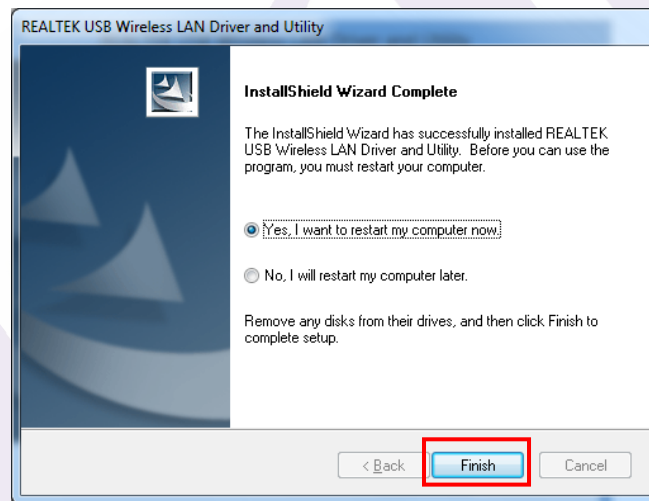 REALTEK USB Wireless LAN Driver and Utility
InstallShield Wizard Complete
The InstallShield Wizard has successfully installed REALTEK
USB Wireless LAN Driver and Utility. Before you can use the
program, you must restart your computer.
Yes, I want to restart my computer now.
No, I will restart my computer later.
Remove any disks from their drives, and then click Finish to
complete setup.
< Back
Finish
Cancel